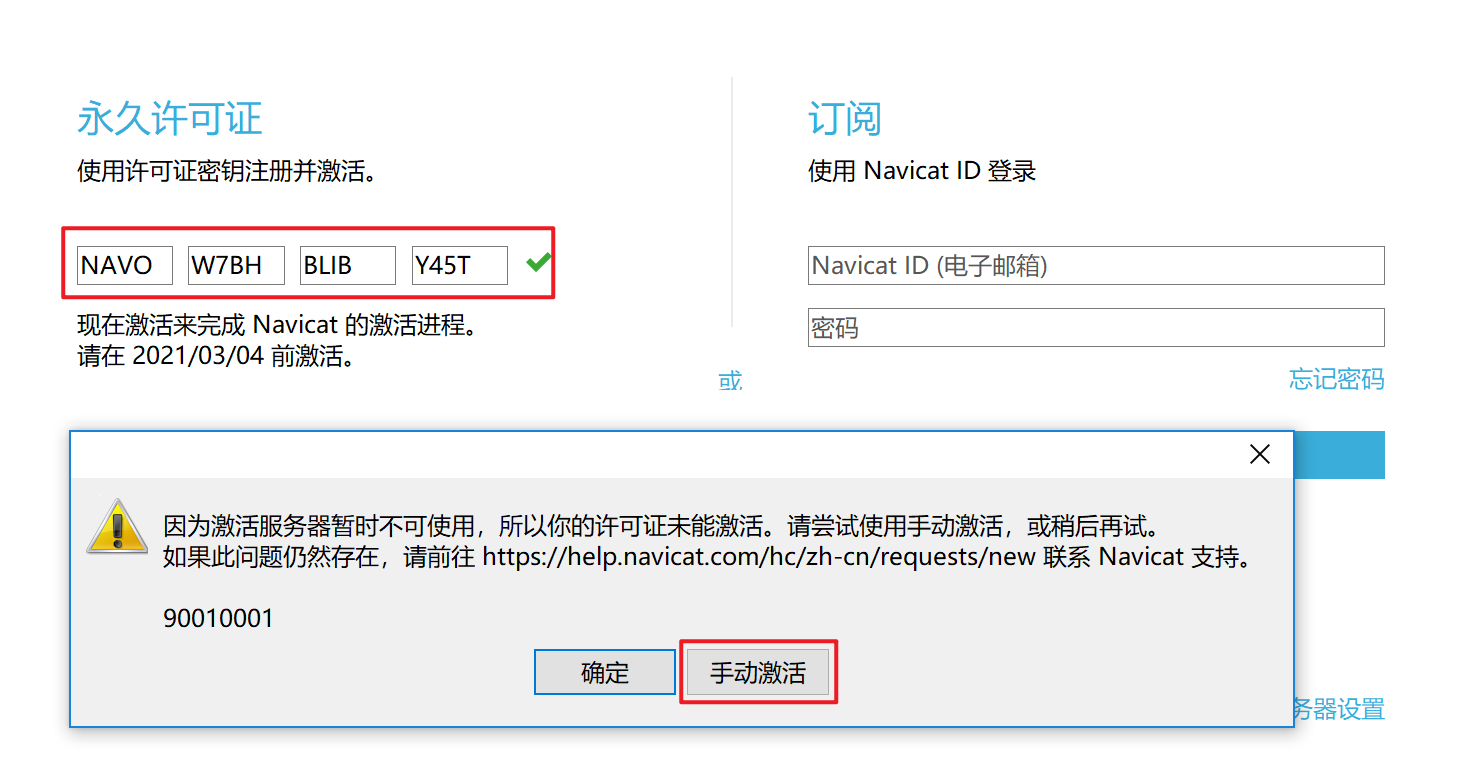 永久许可证
使用许可证密钥注册并激活。
NAVO W7BH BLIB Y45T
现在激活来完成 Navicat 的激活进程。
请在 2021/03/04 前激活。
或
订阅
使用 Navicat ID 登录
Navicat ID (电子邮箱)
密码
忘记密码
因为激活服务器暂时不可使用，所以你的许可证未能激活。请尝试使用手动激活，或稍后再试。
如果此问题仍然存在，请前往 https://help.navicat.com/hc/zh-cn/requests/new 联系 Navicat 支持。
90010001
确定
手动激活
务器设置